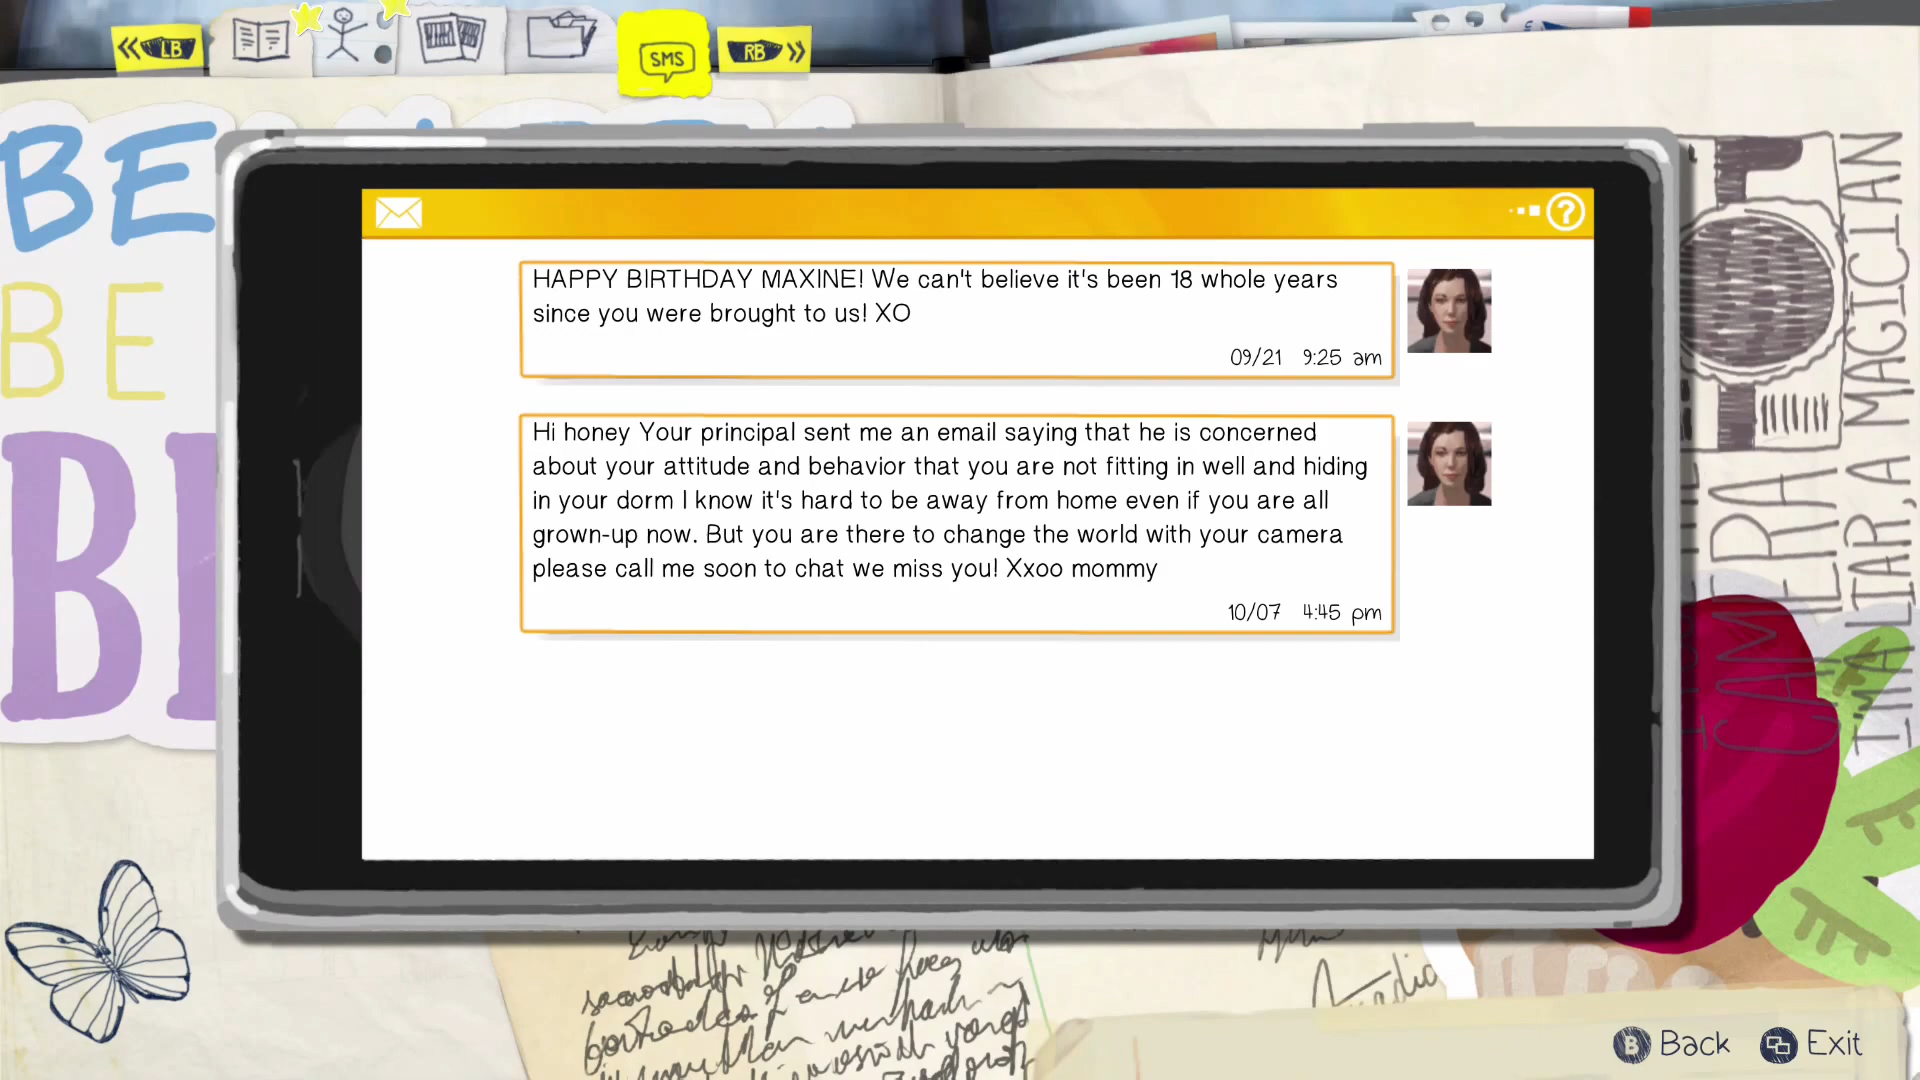 LB
SMS
RB
BE
BE
HAPPY BIRTHDAY MAXINE! We can't believe it's been 18 whole years
since you were brought to us! XO
09/21 9:25 am
Hi honey Your principal sent me an email saying that he is concerned
about your attitude and behavior that you are not fitting in well and hiding
in your dorm I know it's hard to be away from home even if you are all
grown-up now. But you are there to change the world with your camera
please call me soon to chat we miss you! Xxoo mommy
10/07 4:45 pm
CAMERA
I'M A LIAR, A MAGICIAN
B Back
Exit